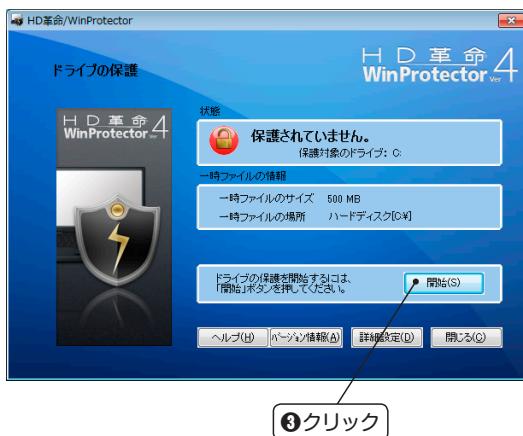 HD革命/WinProtector
ドライブの保護
HD革命
WinProtector Ver 4
HD革命
WinProtector 4
状態
保護されていません。
保護対象のドライブ: C:
一時ファイルの情報
一時ファイルのサイズ 500 MB
一時ファイルの場所 ハードディスク[C:¥]
ドライブの保護を開始するには、
「開始」ボタンを押してください。
開始(S)
ヘルプ(H) バージョン情報(A) 詳細設定(D) 閉じる(C)
❸クリック